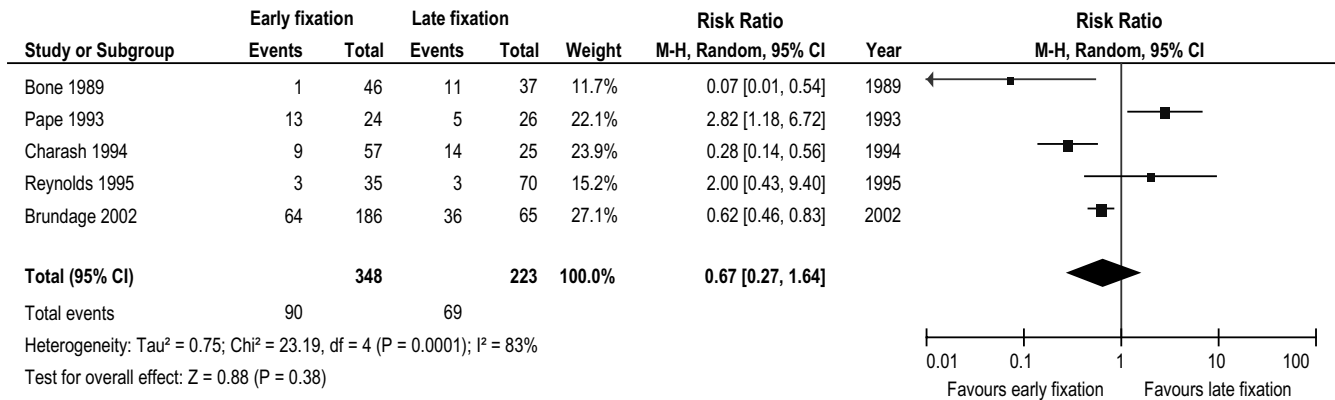 Early fixation Late fixation Risk Ratio Risk Ratio
Study or Subgroup Events Total Events Total Weight M-H, Random, 95% CI Year M-H, Random, 95% CI
Bone 1989 1 46 11 37 11.7% 0.07 [0.01, 0.54] 1989
Pape 1993 13 24 5 26 22.1% 2.82 [1.18, 6.72] 1993
Charash 1994 9 57 14 25 23.9% 0.28 [0.14, 0.56] 1994
Reynolds 1995 3 35 3 70 15.2% 2.00 [0.43, 9.40] 1995
Brundage 2002 64 186 36 65 27.1% 0.62 [0.46, 0.83] 2002
Total (95% CI) 348 223 100.0% 0.67 [0.27, 1.64]
Total events 90 69
Heterogeneity: Tau² = 0.75; Chi² = 23.19, df = 4 (P = 0.0001); I² = 83%
Test for overall effect: Z = 0.88 (P = 0.38)
0.01 0.1 1 10 100
Favours early fixation Favours late fixation